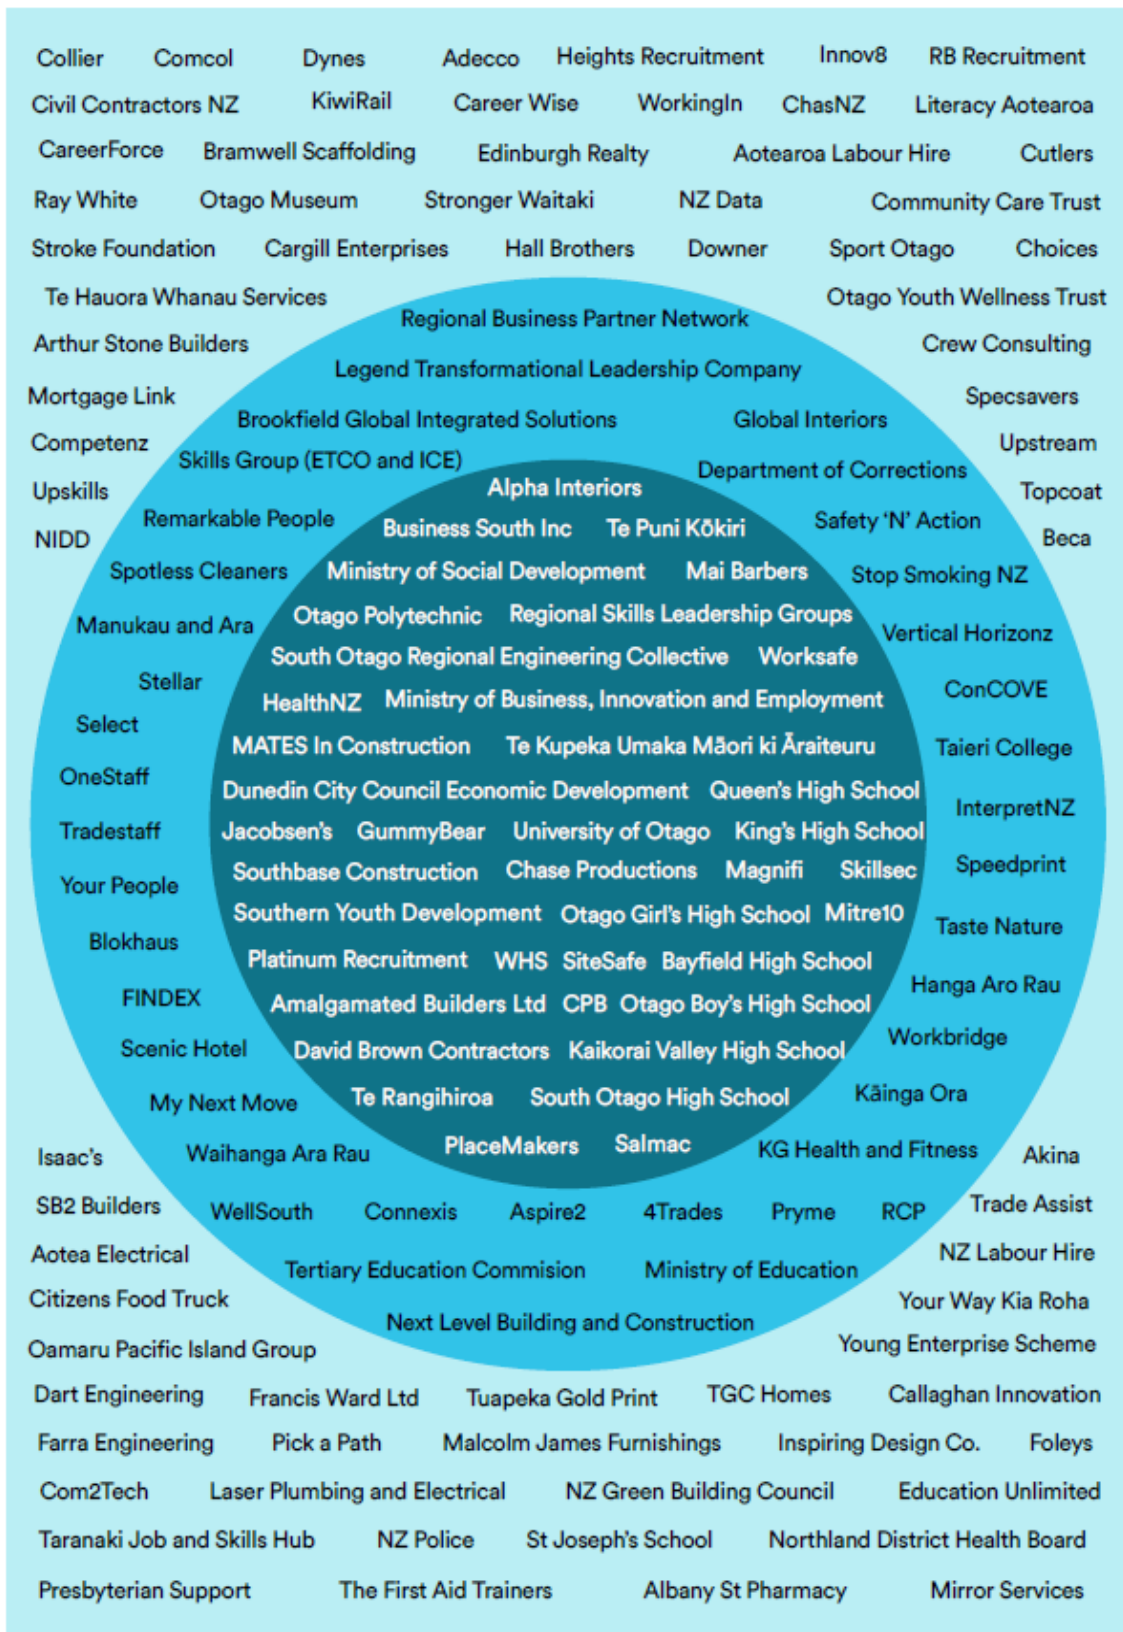 Collier Comcol Dynes Adecco Heights Recruitment Innov8 RB Recruitment
Civil Contractors NZ KiwiRail Career Wise WorkingIn ChasNZ Literacy Aotearoa
CareerForce Bramwell Scaffolding Edinburgh Realty Aotearoa Labour Hire Cutlers
Ray White Otago Museum Stronger Waitaki NZ Data Community Care Trust
Stroke Foundation Cargill Enterprises Hall Brothers Downer Sport Otago Choices
Te Hauora Whanau Services Otago Youth Wellness Trust
Regional Business Partner Network
Arthur Stone Builders Crew Consulting
Legend Transformational Leadership Company
Mortgage Link Specsavers
Brookfield Global Integrated Solutions Global Interiors
Competenz Upstream
Skills Group (ETCO and ICE) Department of Corrections
Upskills Alpha Interiors Topcoat
Remarkable People Business South Inc Te Puni Kōkiri Safety ‘N’ Action
NIDD Beca
Spotless Cleaners Ministry of Social Development Mai Barbers Stop Smoking NZ
Manukau and Ara Otago Polytechnic Regional Skills Leadership Groups Vertical Horizonz
South Otago Regional Engineering Collective Worksafe
Stellar HealthNZ Ministry of Business, Innovation and Employment ConCOVE
Select MATES In Construction Te Kupeka Umaka Māori ki Āraiteuru Taieri College
OneStaff Dunedin City Council Economic Development Queen’s High School InterpretNZ
Tradestaff Jacobsen’s GummyBear University of Otago King’s High School
Your People Southbase Construction Chase Productions Magnifi Skillsec Speedprint
Blokhaus Southern Youth Development Otago Girl’s High School Mitre10 Taste Nature
Platinum Recruitment WHS SiteSafe Bayfield High School Hanga Aro Rau
FINDEX Amalgamated Builders Ltd CPB Otago Boy’s High School
Scenic Hotel David Brown Contractors Kaikorai Valley High School Workbridge
My Next Move Te Rangihiroa South Otago High School Kāinga Ora
Isaac’s Waihanga Ara Rau PlaceMakers Salmac KG Health and Fitness Akina
SB2 Builders WellSouth Connexis Aspire2 4Trades Pryme RCP Trade Assist
Aotea Electrical Tertiary Education Commision Ministry of Education NZ Labour Hire
Citizens Food Truck Next Level Building and Construction Your Way Kia Roha
Oamaru Pacific Island Group Young Enterprise Scheme
Dart Engineering Francis Ward Ltd Tuapeka Gold Print TGC Homes Callaghan Innovation
Farra Engineering Pick a Path Malcolm James Furnishings Inspiring Design Co. Foleys
Com2Tech Laser Plumbing and Electrical NZ Green Building Council Education Unlimited
Taranaki Job and Skills Hub NZ Police St Joseph’s School Northland District Health Board
Presbyterian Support The First Aid Trainers Albany St Pharmacy Mirror Services